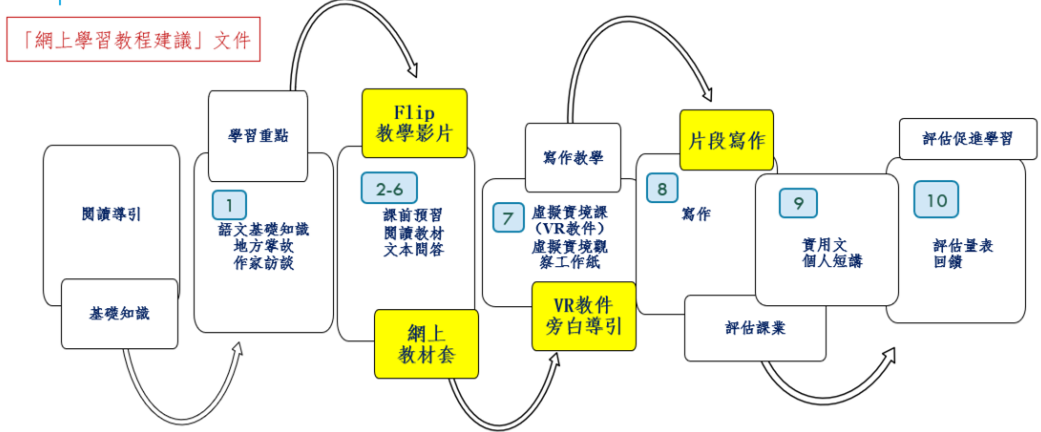 「網上學習教程建議」文件
閱讀導引
基礎知識
學習重點
1
語文基礎知識
地方掌故
作家訪談
Flip
教學影片
2-6
課前預習
閱讀教材
文本問答
網上
教材套
寫作教學
7
虛擬實境課
（VR教件）
虛擬實境觀
察工作紙
VR教件
旁白導引
片段寫作
8
寫作
評估課業
9
實用文
個人短講
評估促進學習
10
評估量表
回饋